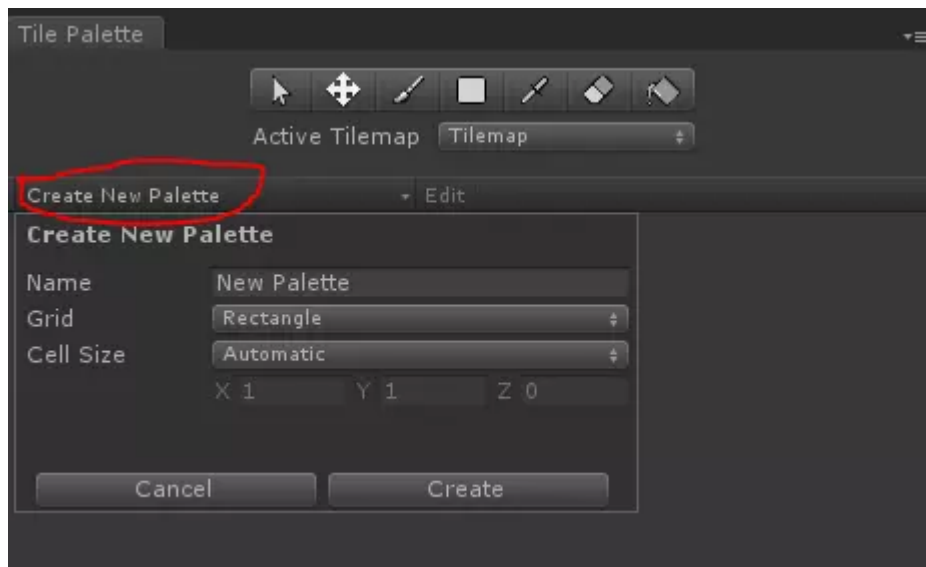 Tile Palette
Active Tilemap Tilemap
Create New Palette Edit
Create New Palette
Name New Palette
Grid Rectangle
Cell Size Automatic
X 1 Y 1 Z 0
Cancel Create